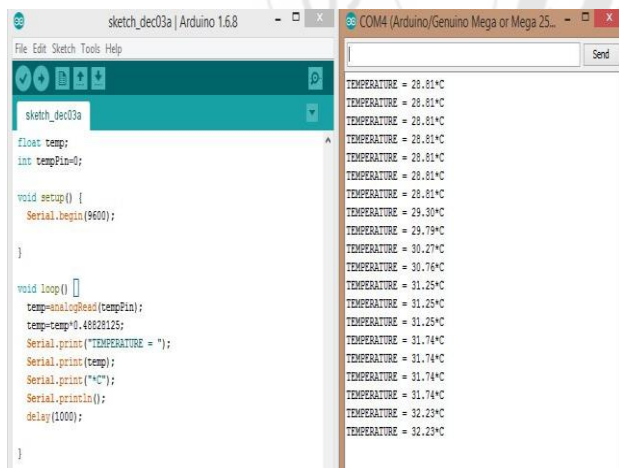 sketch_dec03a | Arduino 1.6.8
File Edit Sketch Tools Help
sketch_dec03a
float temp;
int tempPin=0;
void setup() {
Serial.begin(9600);
}
void loop() {
temp=analogRead(tempPin);
temp=temp*0.48828125;
Serial.print("TEMPERATURE = ");
Serial.print(temp);
Serial.print("*C");
Serial.println();
delay(1000);
}
COM4 (Arduino/Genuino Mega or Mega 25...
Send
TEMPERATURE = 28.81*C
TEMPERATURE = 28.81*C
TEMPERATURE = 28.81*C
TEMPERATURE = 28.81*C
TEMPERATURE = 28.81*C
TEMPERATURE = 28.81*C
TEMPERATURE = 28.81*C
TEMPERATURE = 29.30*C
TEMPERATURE = 29.79*C
TEMPERATURE = 30.27*C
TEMPERATURE = 30.76*C
TEMPERATURE = 31.25*C
TEMPERATURE = 31.25*C
TEMPERATURE = 31.25*C
TEMPERATURE = 31.74*C
TEMPERATURE = 31.74*C
TEMPERATURE = 31.74*C
TEMPERATURE = 31.74*C
TEMPERATURE = 32.23*C
TEMPERATURE = 32.23*C